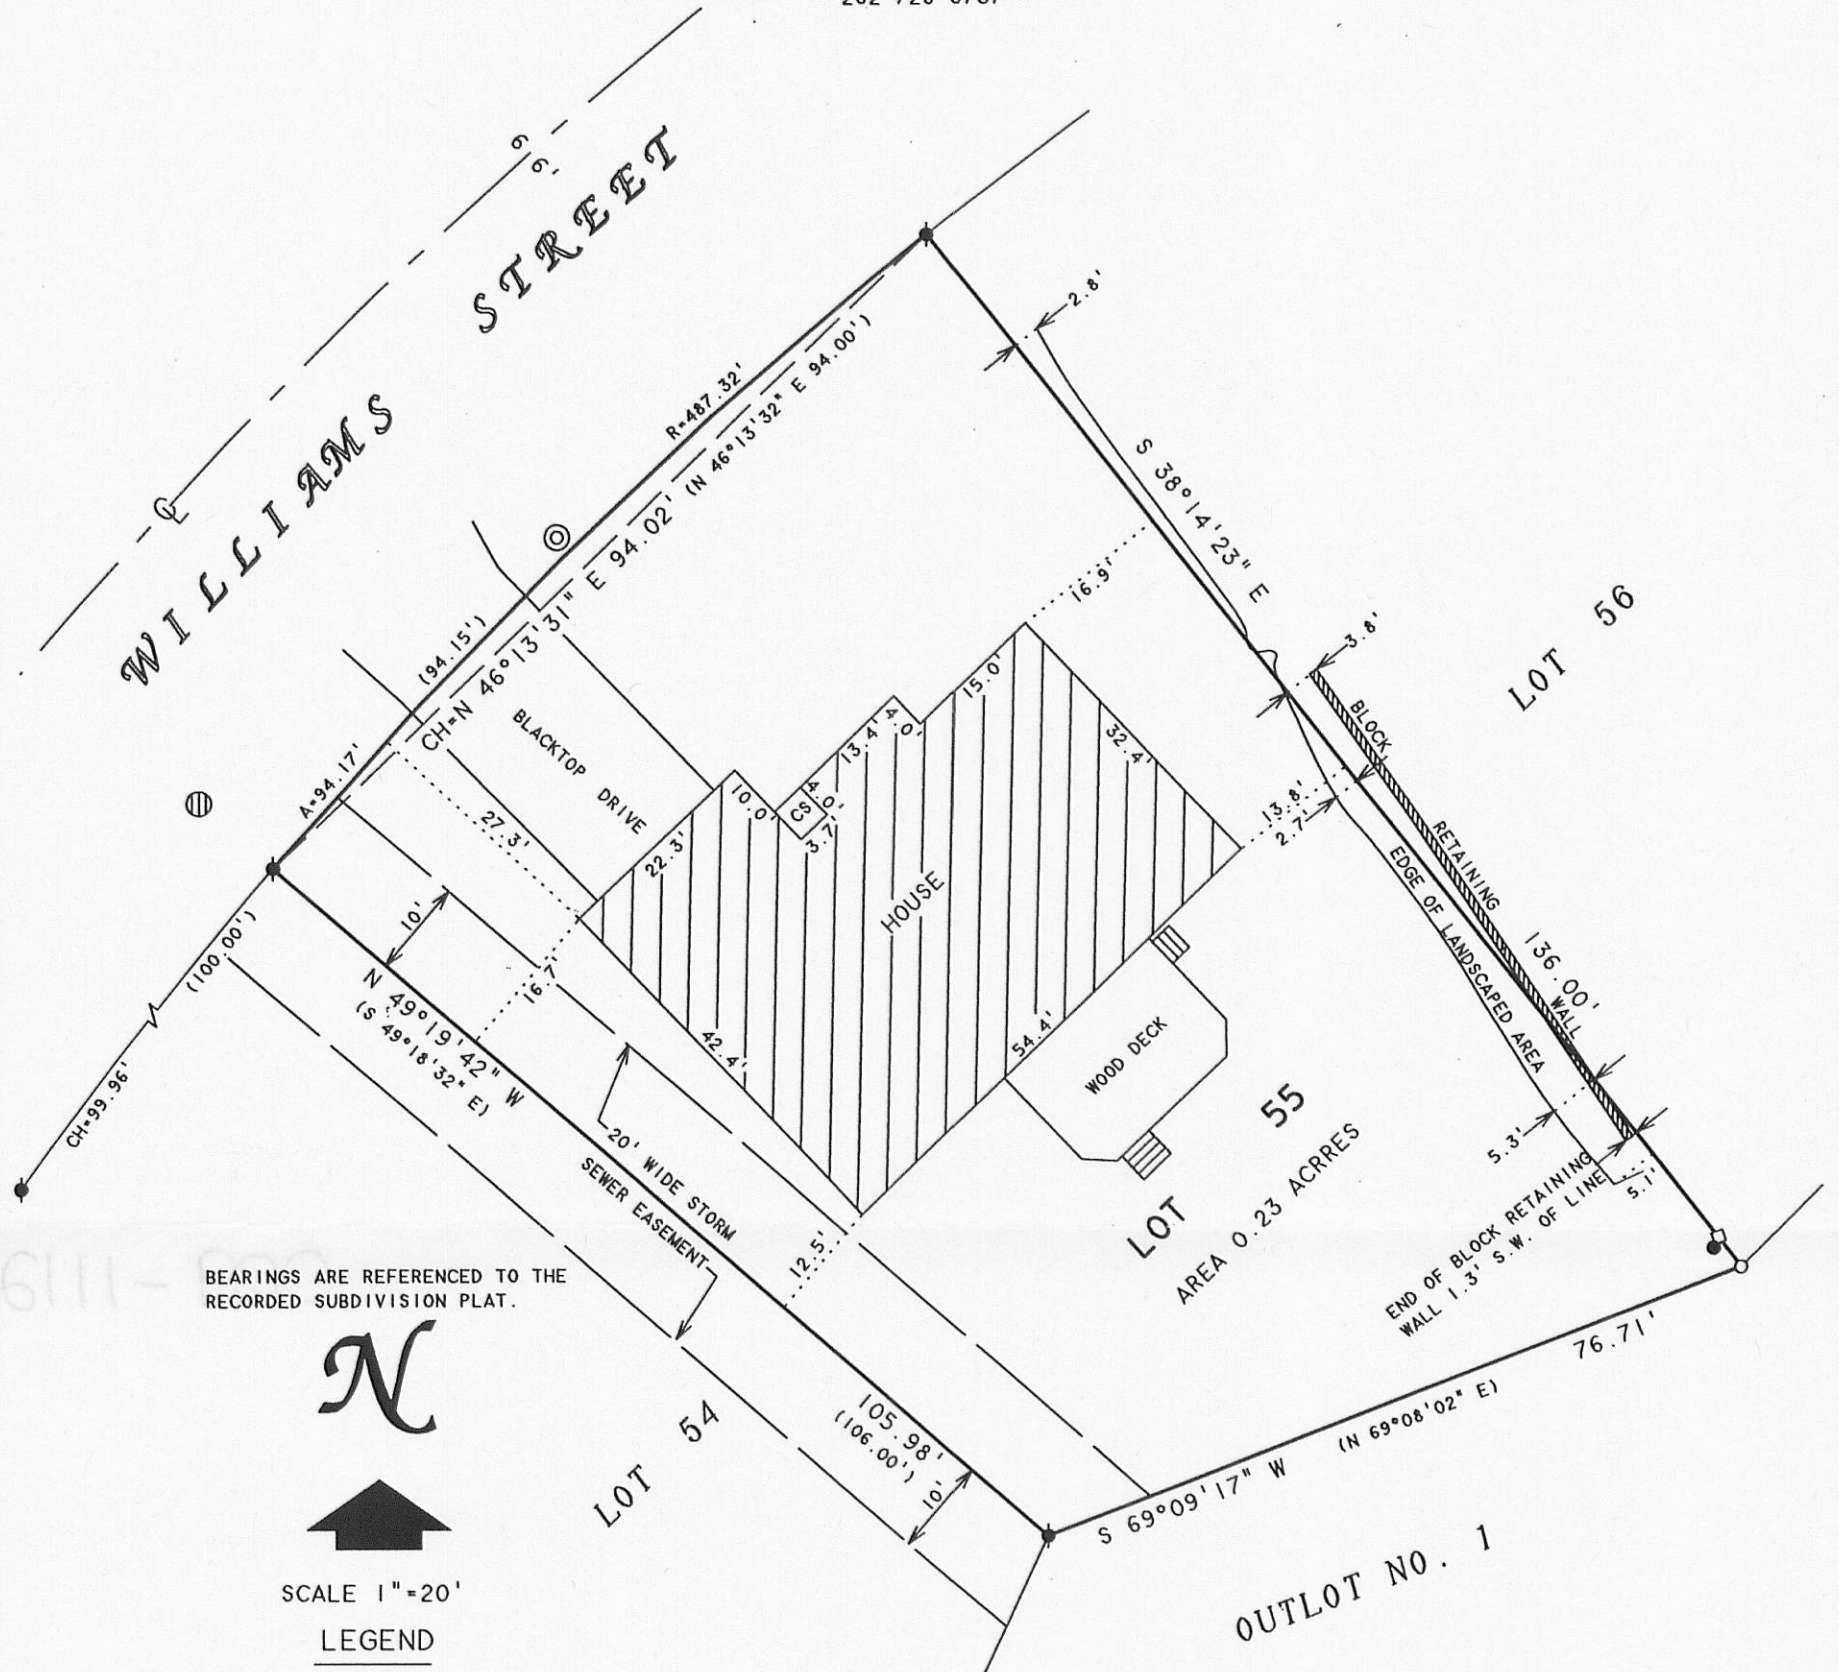 66'
WILLIAMS STREET
R=487.32'
(94.15')
A=94.17'
CH=N 46°13'31" E 94.02' (N 46°13'32" E 94.00')
2.8'
S 38°14'23" E
136.00'
16.9'
3.8'
LOT 56
BLOCK RETAINING WALL
BLACKTOP DRIVE
27.3'
22.3'
10.0'
4.0'
CS
3.7'
13.4'
4.0'
15.0'
32.4'
HOUSE
42.4'
54.4'
13.8'
2.7'
EDGE OF LANDSCAPED AREA
WOOD DECK
10'
16.7'
(100.00')
CH=99.96'
N 49°19'42" W
(S 49°18'32" E)
20' WIDE STORM
SEWER EASEMENT
12.5'
105.98'
(106.00')
10'
LOT 55
AREA 0.23 ACRRES
5.3'
5.1'
END OF BLOCK RETAINING
WALL 1.3' S.W. OF LINE
76.71'
(N 69°08'02" E)
S 69°09'17" W
LOT 54
OUTLOT NO. 1
BEARINGS ARE REFERENCED TO THE
RECORDED SUBDIVISION PLAT.
N
SCALE 1"=20'
LEGEND